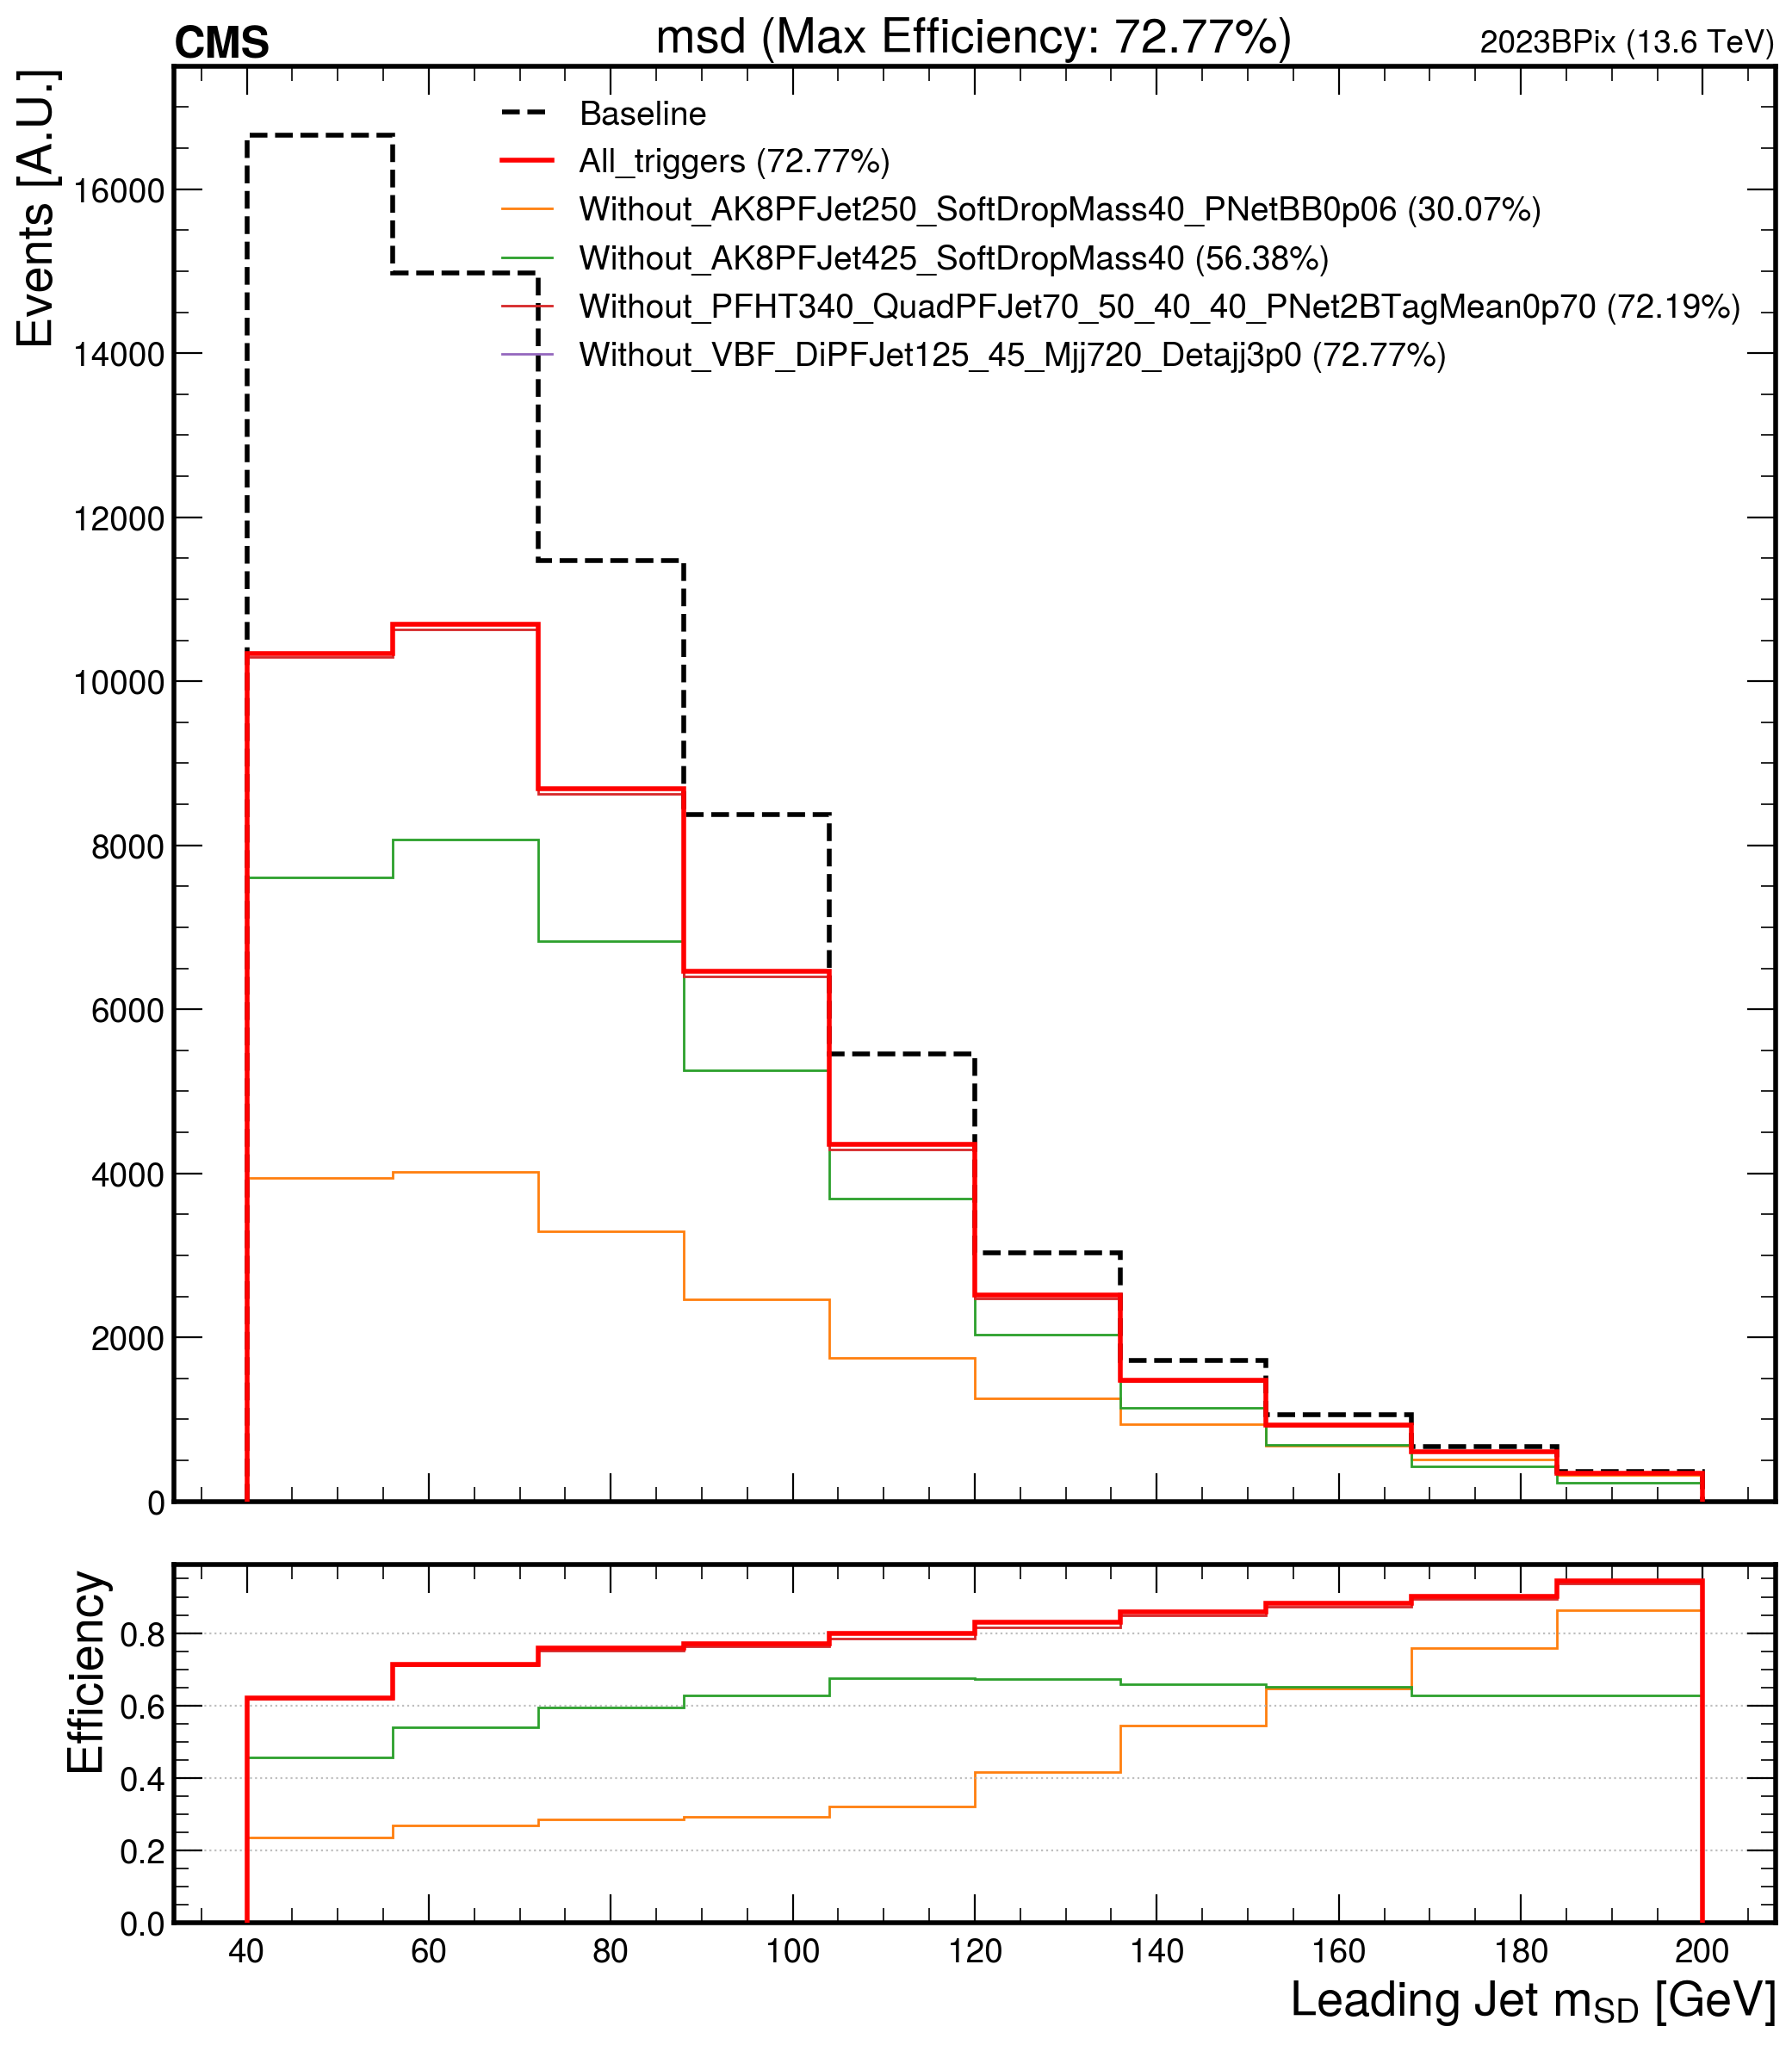 CMS msd (Max Efficiency: 72.77%) 2023BPix (13.6 TeV)
Events [A.U.]
Baseline
All_triggers (72.77%)
Without_AK8PFJet250_SoftDropMass40_PNetBB0p06 (30.07%)
Without_AK8PFJet425_SoftDropMass40 (56.38%)
Without_PFHT340_QuadPFJet70_50_40_40_PNet2BTagMean0p70 (72.19%)
Without_VBF_DiPFJet125_45_Mjj720_Detajj3p0 (72.77%)
16000
14000
12000
10000
8000
6000
4000
2000
0
Efficiency
0.8
0.6
0.4
0.2
0.0
40 60 80 100 120 140 160 180 200
Leading Jet mSD [GeV]